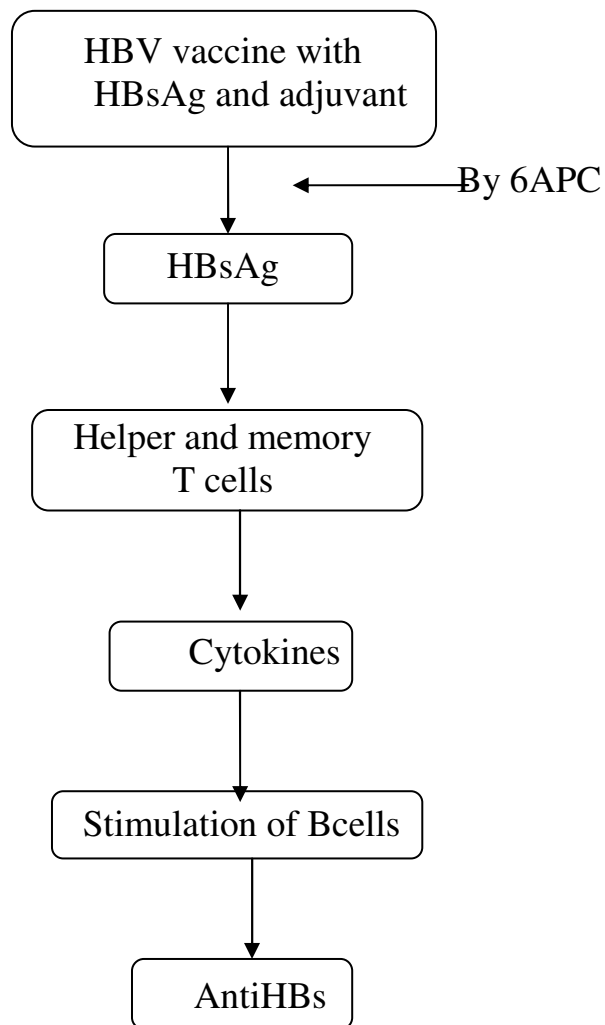 HBV vaccine with
HBsAg and adjuvant
By 6APC
HBsAg
Helper and memory
T cells
Cytokines
Stimulation of Bcells
AntiHBs